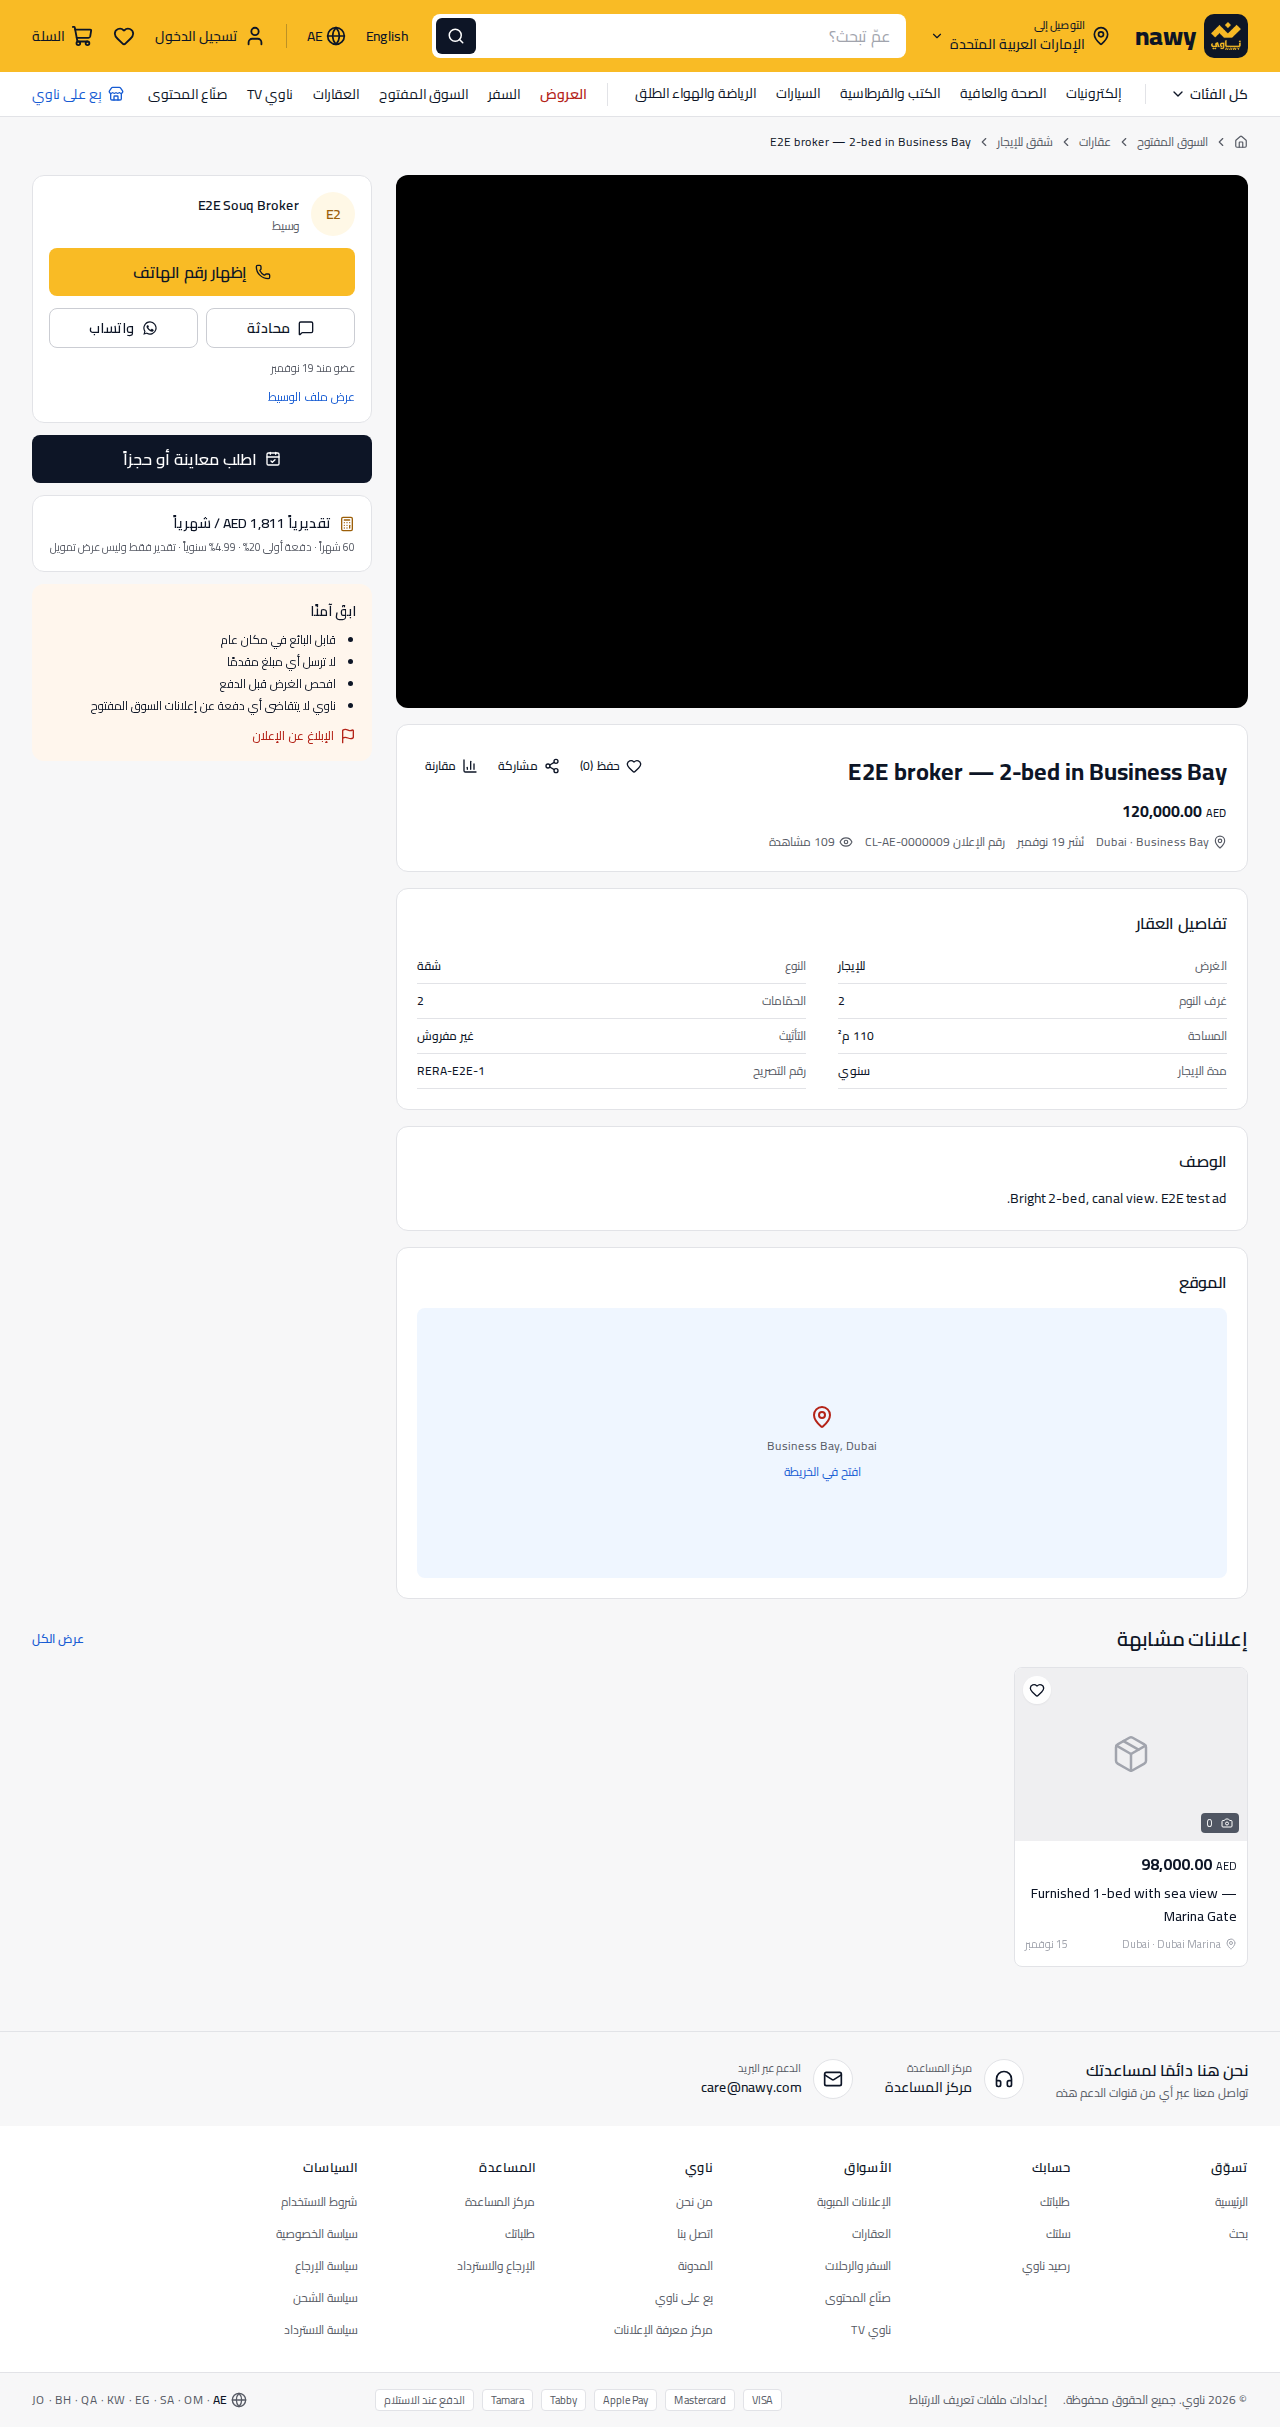 ناوي
nawy
التوصيل إلى
الإمارات العربية المتحدة
عمّ تبحث؟
English
AE
تسجيل الدخول
السلة
كل الفئات
إلكترونيات
الصحة والعافية
الكتب والقرطاسية
السيارات
الرياضة والهواء الطلق
العروض
السفر
السوق المفتوح
العقارات
ناوي TV
صنّاع المحتوى
بع على ناوي
السوق المفتوح
عقارات
شقق للإيجار
E2E broker — 2-bed in Business Bay
E2
E2E Souq Broker
وسيط
إظهار رقم الهاتف
محادثة
واتساب
عضو منذ 19 نوفمبر
عرض ملف الوسيط
اطلب معاينة أو حجزاً
تقديرياً AED 1,811 / شهرياً
60 شهراً · دفعة أولى 20% · 4.99% سنوياً · تقدير فقط وليس عرض تمويل
ابقَ آمنًا
قابل البائع في مكان عام
لا ترسل أي مبلغ مقدمًا
افحص الغرض قبل الدفع
ناوي لا يتقاضى أي دفعة عن إعلانات السوق المفتوح
الإبلاغ عن الإعلان
E2E broker — 2-bed in Business Bay
حفظ (0)
مشاركة
مقارنة
AED 120,000.00
Dubai · Business Bay
نُشر 19 نوفمبر
رقم الإعلان CL-AE-0000009
109 مشاهدة
تفاصيل العقار
الغرض للإيجار
النوع شقة
غرف النوم 2
الحمّامات 2
المساحة 110 م²
التأثيث غير مفروش
مدة الإيجار سنوي
رقم التصريح RERA-E2E-1
الوصف
Bright 2-bed, canal view. E2E test ad.
الموقع
Business Bay, Dubai
افتح في الخريطة
إعلانات مشابهة
عرض الكل
0
AED 98,000.00
Furnished 1-bed with sea view —
Marina Gate
Dubai · Dubai Marina
15 نوفمبر
نحن هنا دائمًا لمساعدتك
تواصل معنا عبر أي من قنوات الدعم هذه
مركز المساعدة
مركز المساعدة
الدعم عبر البريد
care@nawy.com
تسوّق
الرئيسية
بحث
حسابك
طلباتك
سلتك
رصيد ناوي
الأسواق
الإعلانات المبوبة
العقارات
السفر والرحلات
صنّاع المحتوى
ناوي TV
ناوي
من نحن
اتصل بنا
المدونة
بع على ناوي
مركز معرفة الإعلانات
المساعدة
مركز المساعدة
طلباتك
الإرجاع والاسترداد
السياسات
شروط الاستخدام
سياسة الخصوصية
سياسة الإرجاع
سياسة الشحن
سياسة الاسترداد
© 2026 ناوي. جميع الحقوق محفوظة.
إعدادات ملفات تعريف الارتباط
VISA
Mastercard
Apple Pay
Tabby
Tamara
الدفع عند الاستلام
AE · OM · SA · EG · KW · QA · BH · JO